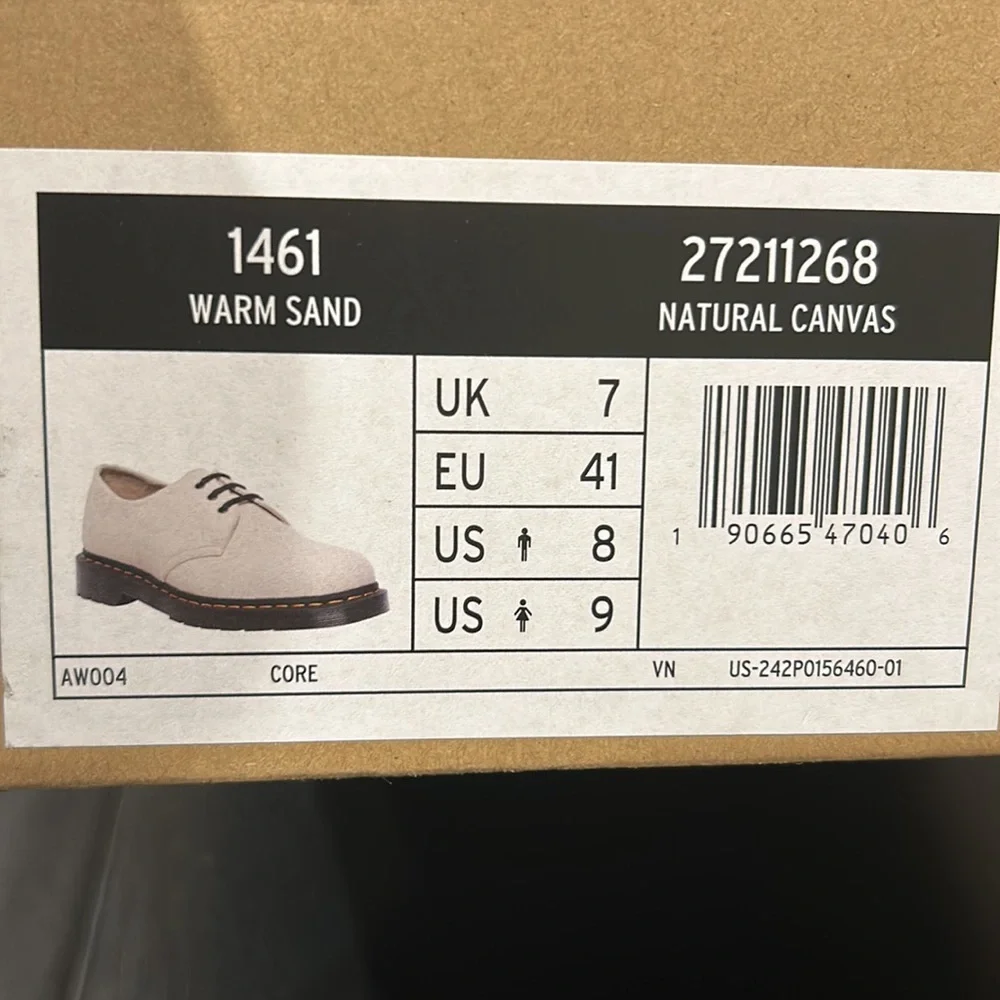 1461
WARM SAND
27211268
NATURAL CANVAS
UK 7
EU 41
US 8
US 9
1 90665 47040 6
AW004 CORE VN US-242P0156460-01